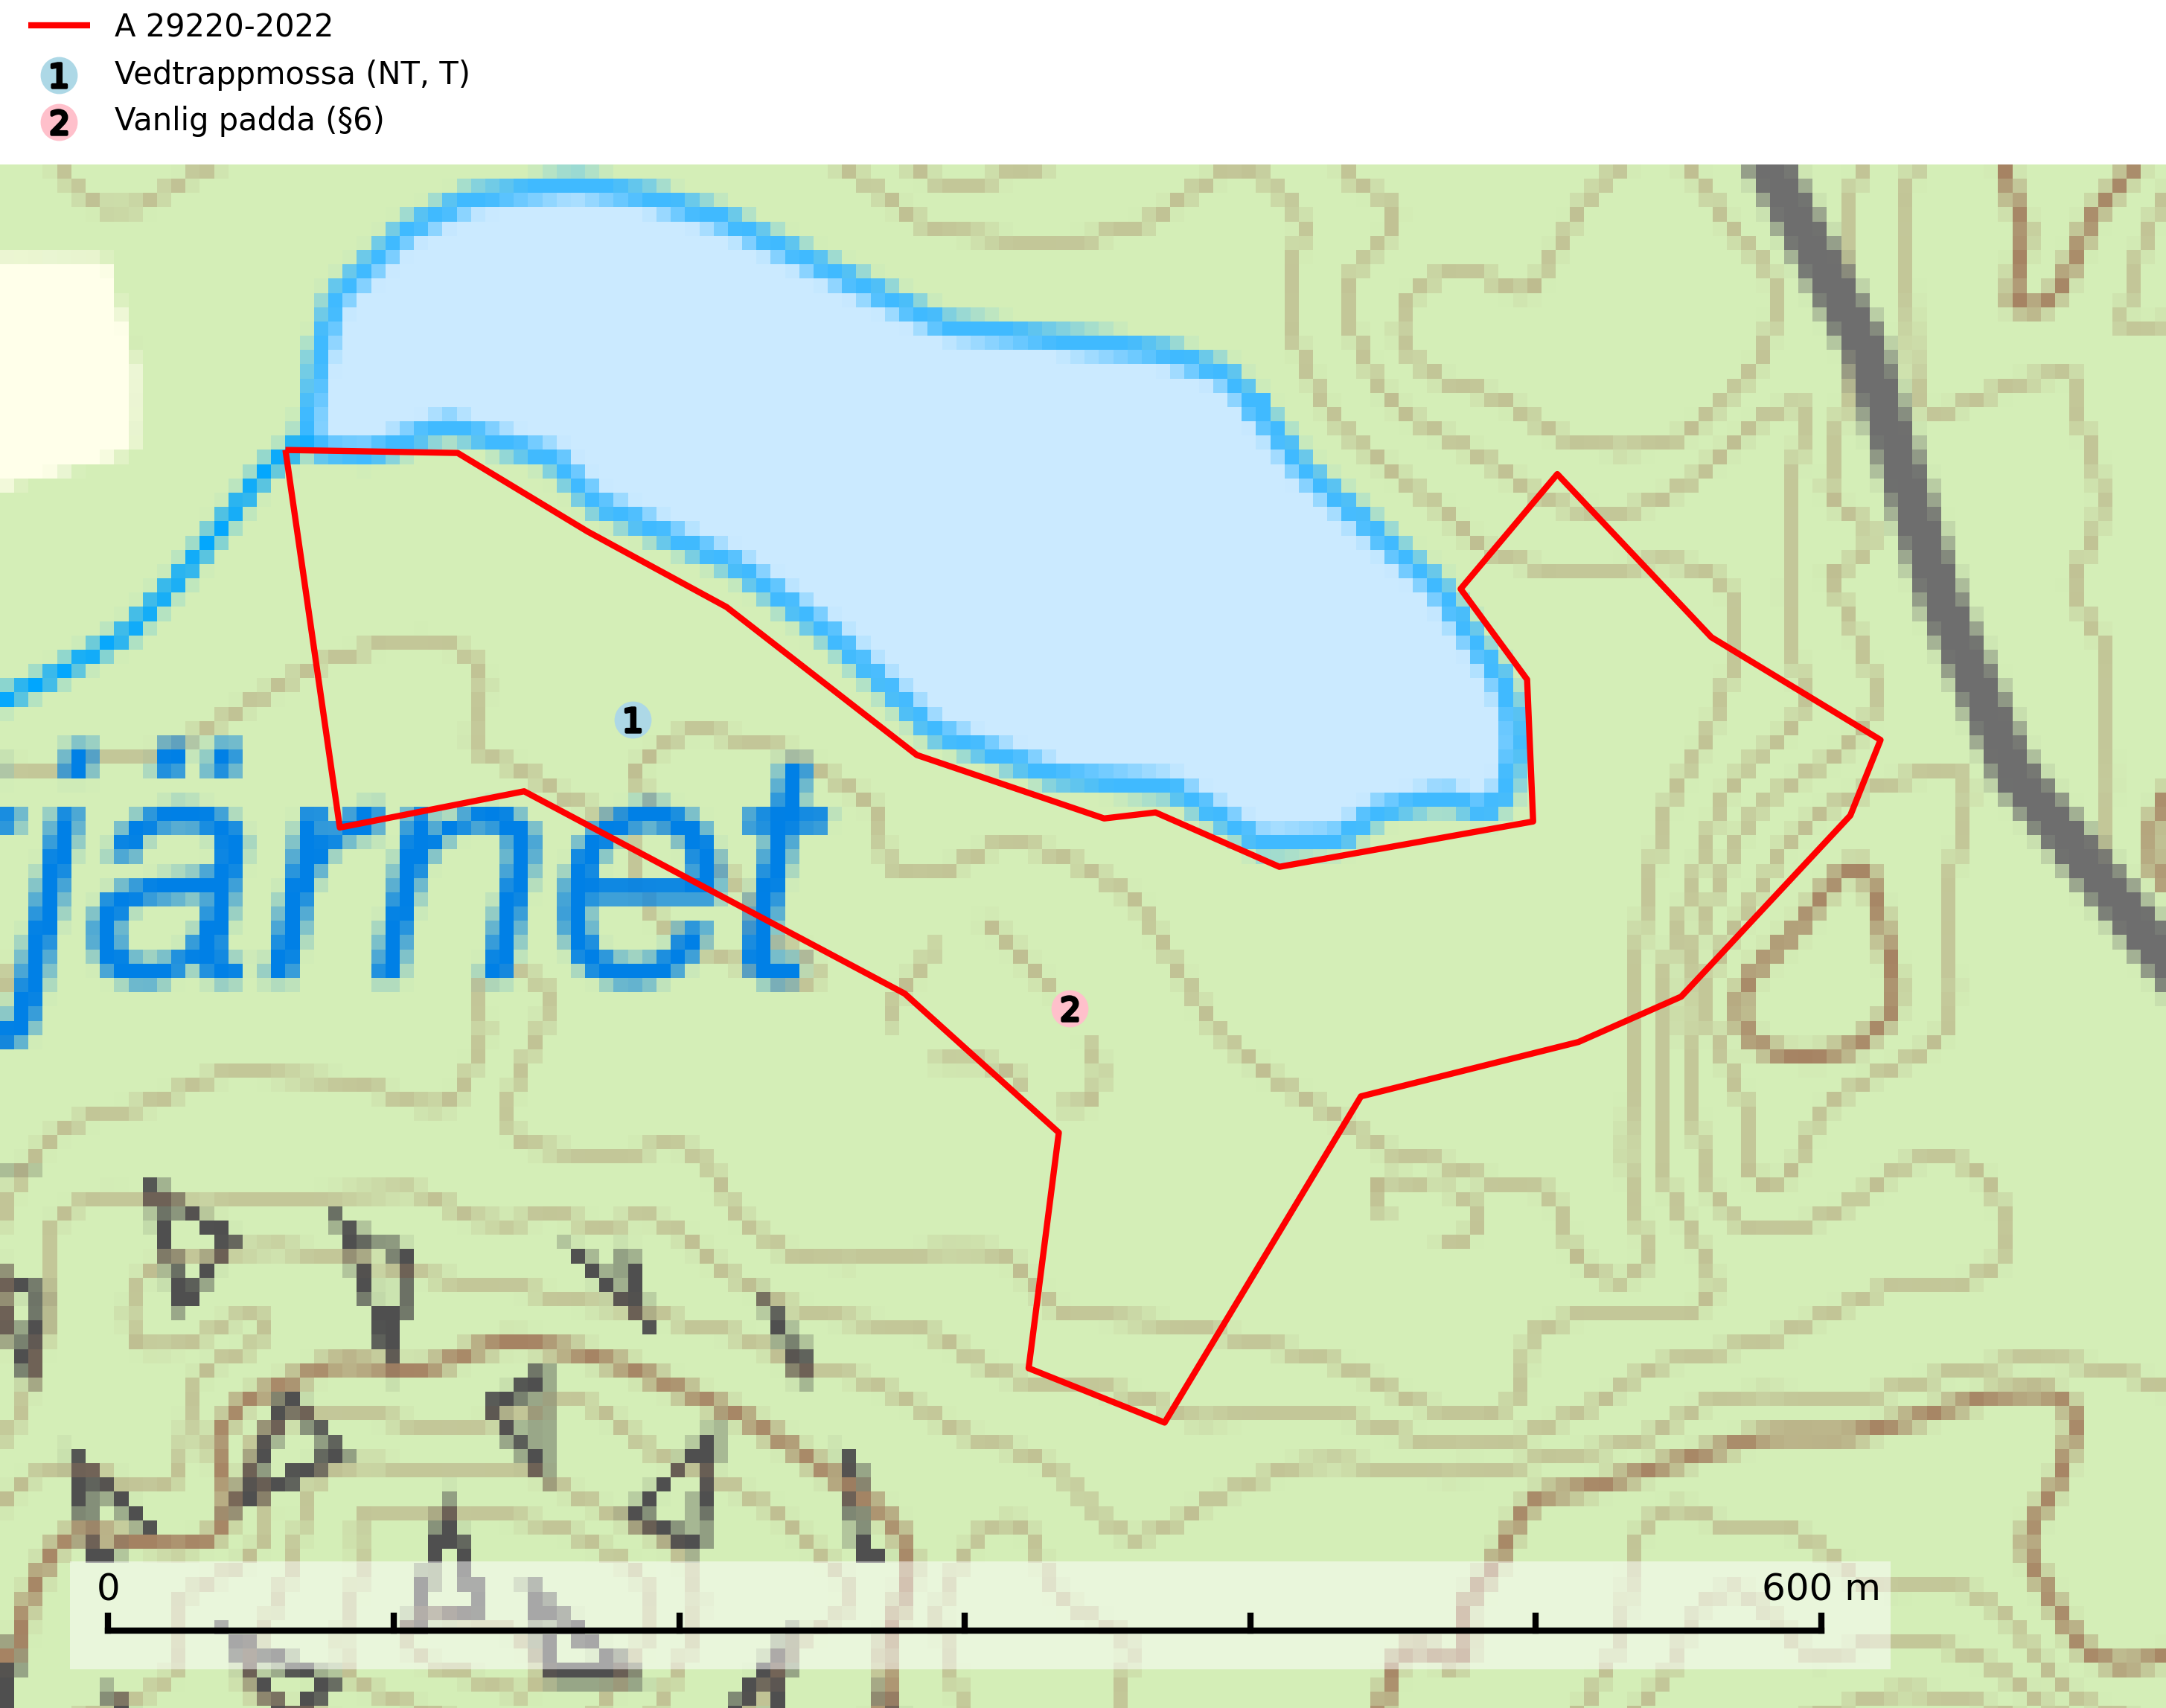 A 29220-2022
1 Vedtrappmossa (NT, T)
2 Vanlig padda (§6)
1
järnet
2
0 600 m